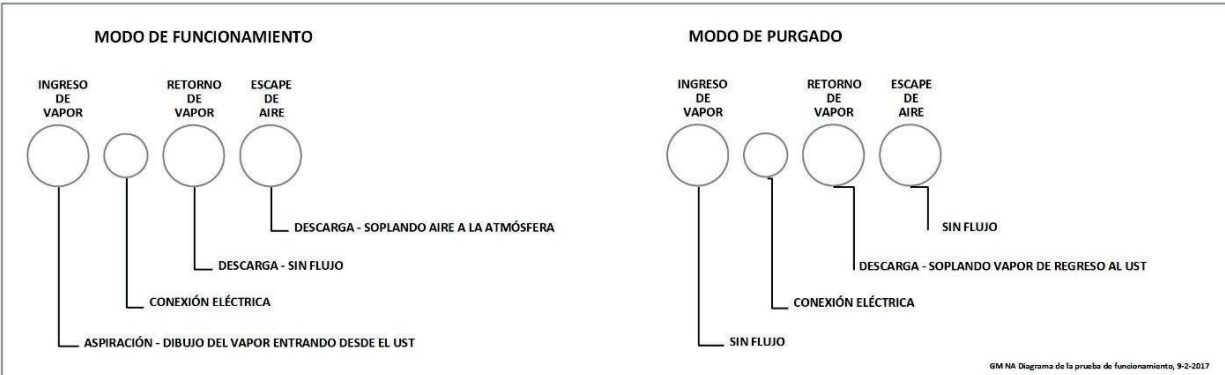 MODO DE FUNCIONAMIENTO
INGRESO
DE
VAPOR
RETORNO
DE
VAPOR
ESCAPE
DE
AIRE
DESCARGA - SOPLANDO AIRE A LA ATMÓSFERA
DESCARGA - SIN FLUJO
CONEXIÓN ELÉCTRICA
ASPIRACIÓN - DIBUJO DEL VAPOR ENTRANDO DESDE EL UST
MODO DE PURGADO
INGRESO
DE
VAPOR
RETORNO
DE
VAPOR
ESCAPE
DE
AIRE
SIN FLUJO
DESCARGA - SOPLANDO VAPOR DE REGRESO AL UST
CONEXIÓN ELÉCTRICA
SIN FLUJO
GM NA Diagrama de la prueba de funcionamiento, 9-2-2017